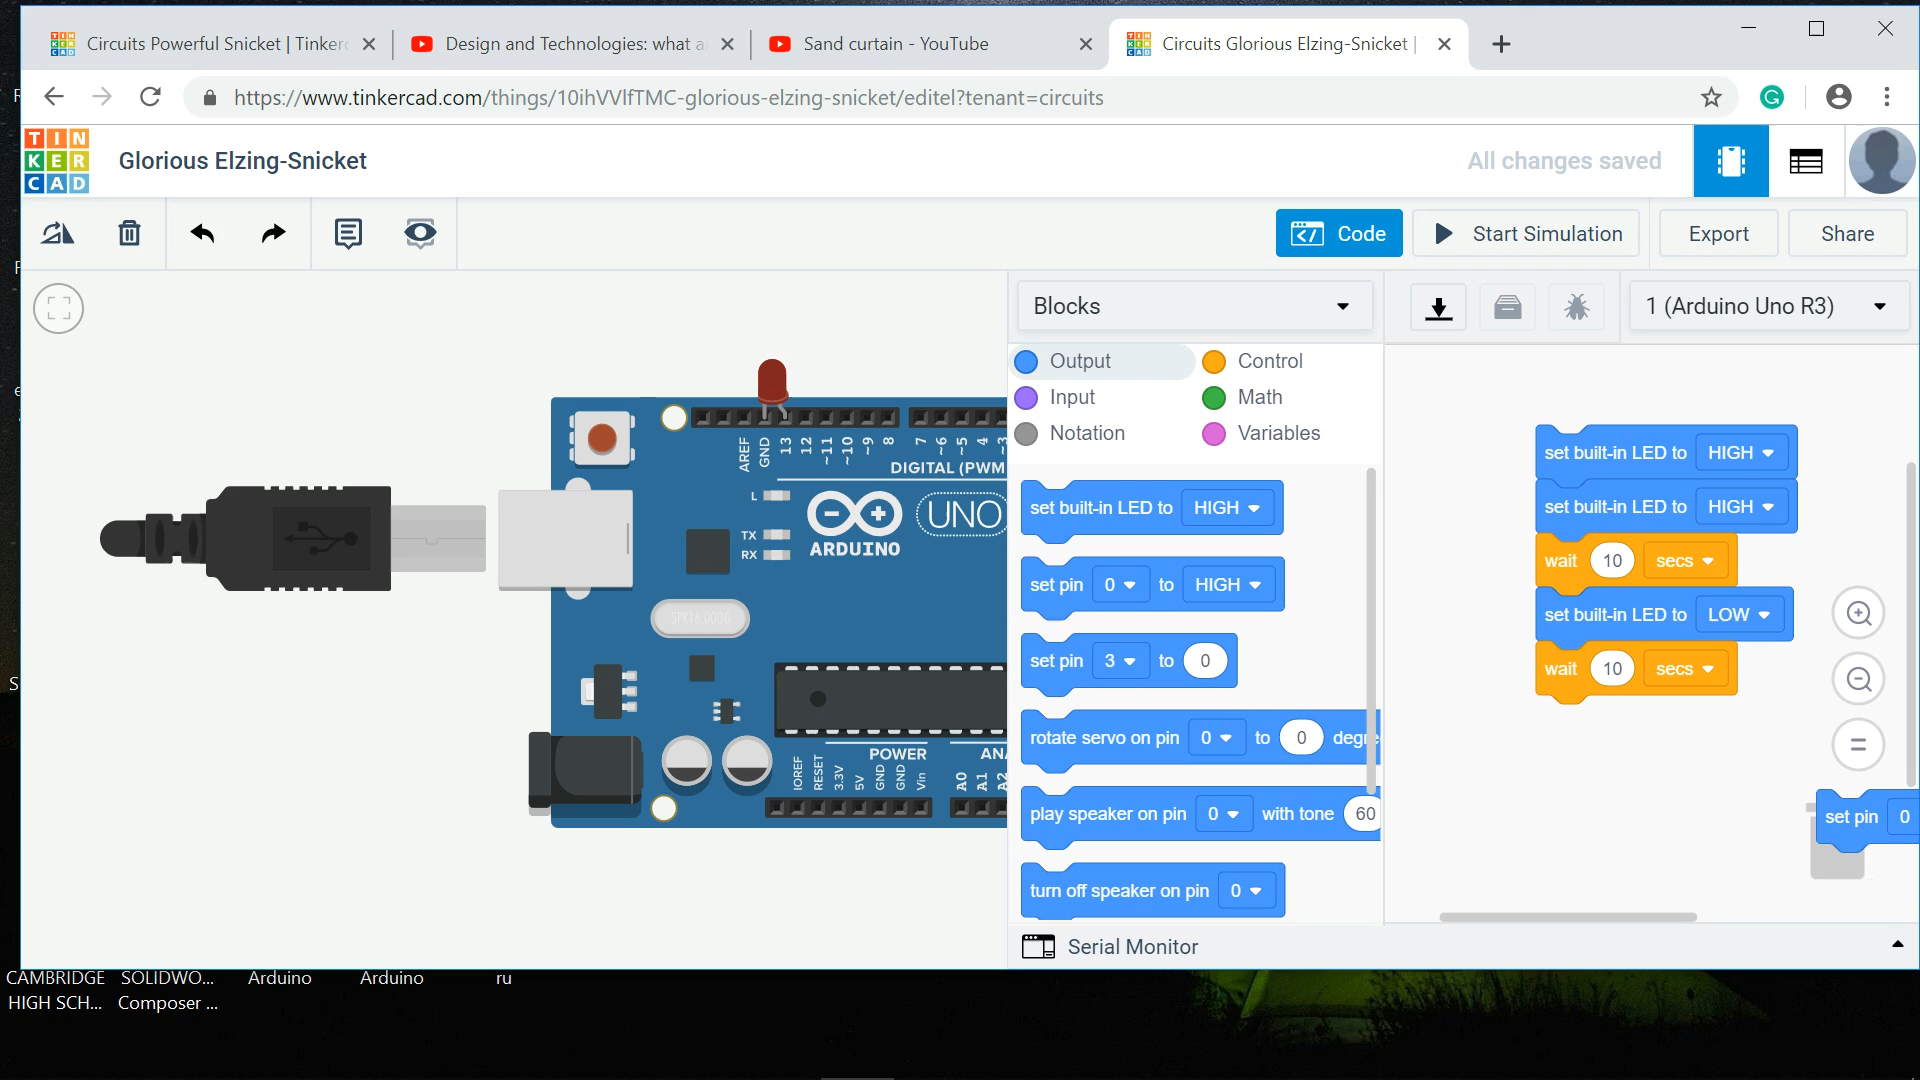 Circuits Powerful Snicket | Tinker
Design and Technologies: what a
Sand curtain - YouTube
Circuits Glorious Elzing-Snicket |
https://www.tinkercad.com/things/10ihVVlfTMC-glorious-elzing-snicket/editel?tenant=circuits
TIN
KER
CAD
Glorious Elzing-Snicket
All changes saved
Code
Start Simulation
Export
Share
Blocks
1 (Arduino Uno R3)
Output
Control
Input
Math
Notation
Variables
set built-in LED to HIGH
set pin 0 to HIGH
set pin 3 to 0
rotate servo on pin 0 to 0 degre
play speaker on pin 0 with tone 60
turn off speaker on pin 0
set built-in LED to HIGH
set built-in LED to HIGH
wait 10 secs
set built-in LED to LOW
wait 10 secs
set pin 0
AREF GND 13 12 ~11 ~10 ~9 8 7 ~6 ~5 4 ~3
DIGITAL (PWM
L
TX
RX
UNO
ARDUINO
SPK16.000G
POWER
ANA
IOREF RESET 3.3V 5V GND GND Vin A0 A1 A2
Serial Monitor
CAMBRIDGE
HIGH SCH...
SOLIDWO...
Composer ...
Arduino
Arduino
ru